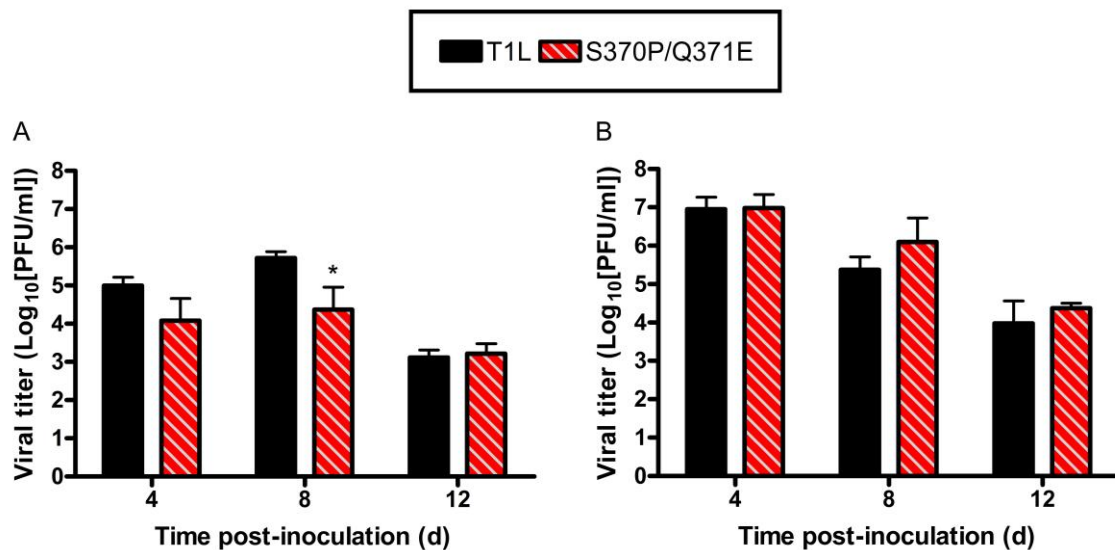 T1L S370P/Q371E
A
Viral titer (Log10[PFU/ml])
8
7
6
5
4
3
2
1
0
*
4 8 12
Time post-inoculation (d)
B
Viral titer (Log10[PFU/ml])
8
7
6
5
4
3
2
1
0
4 8 12
Time post-inoculation (d)